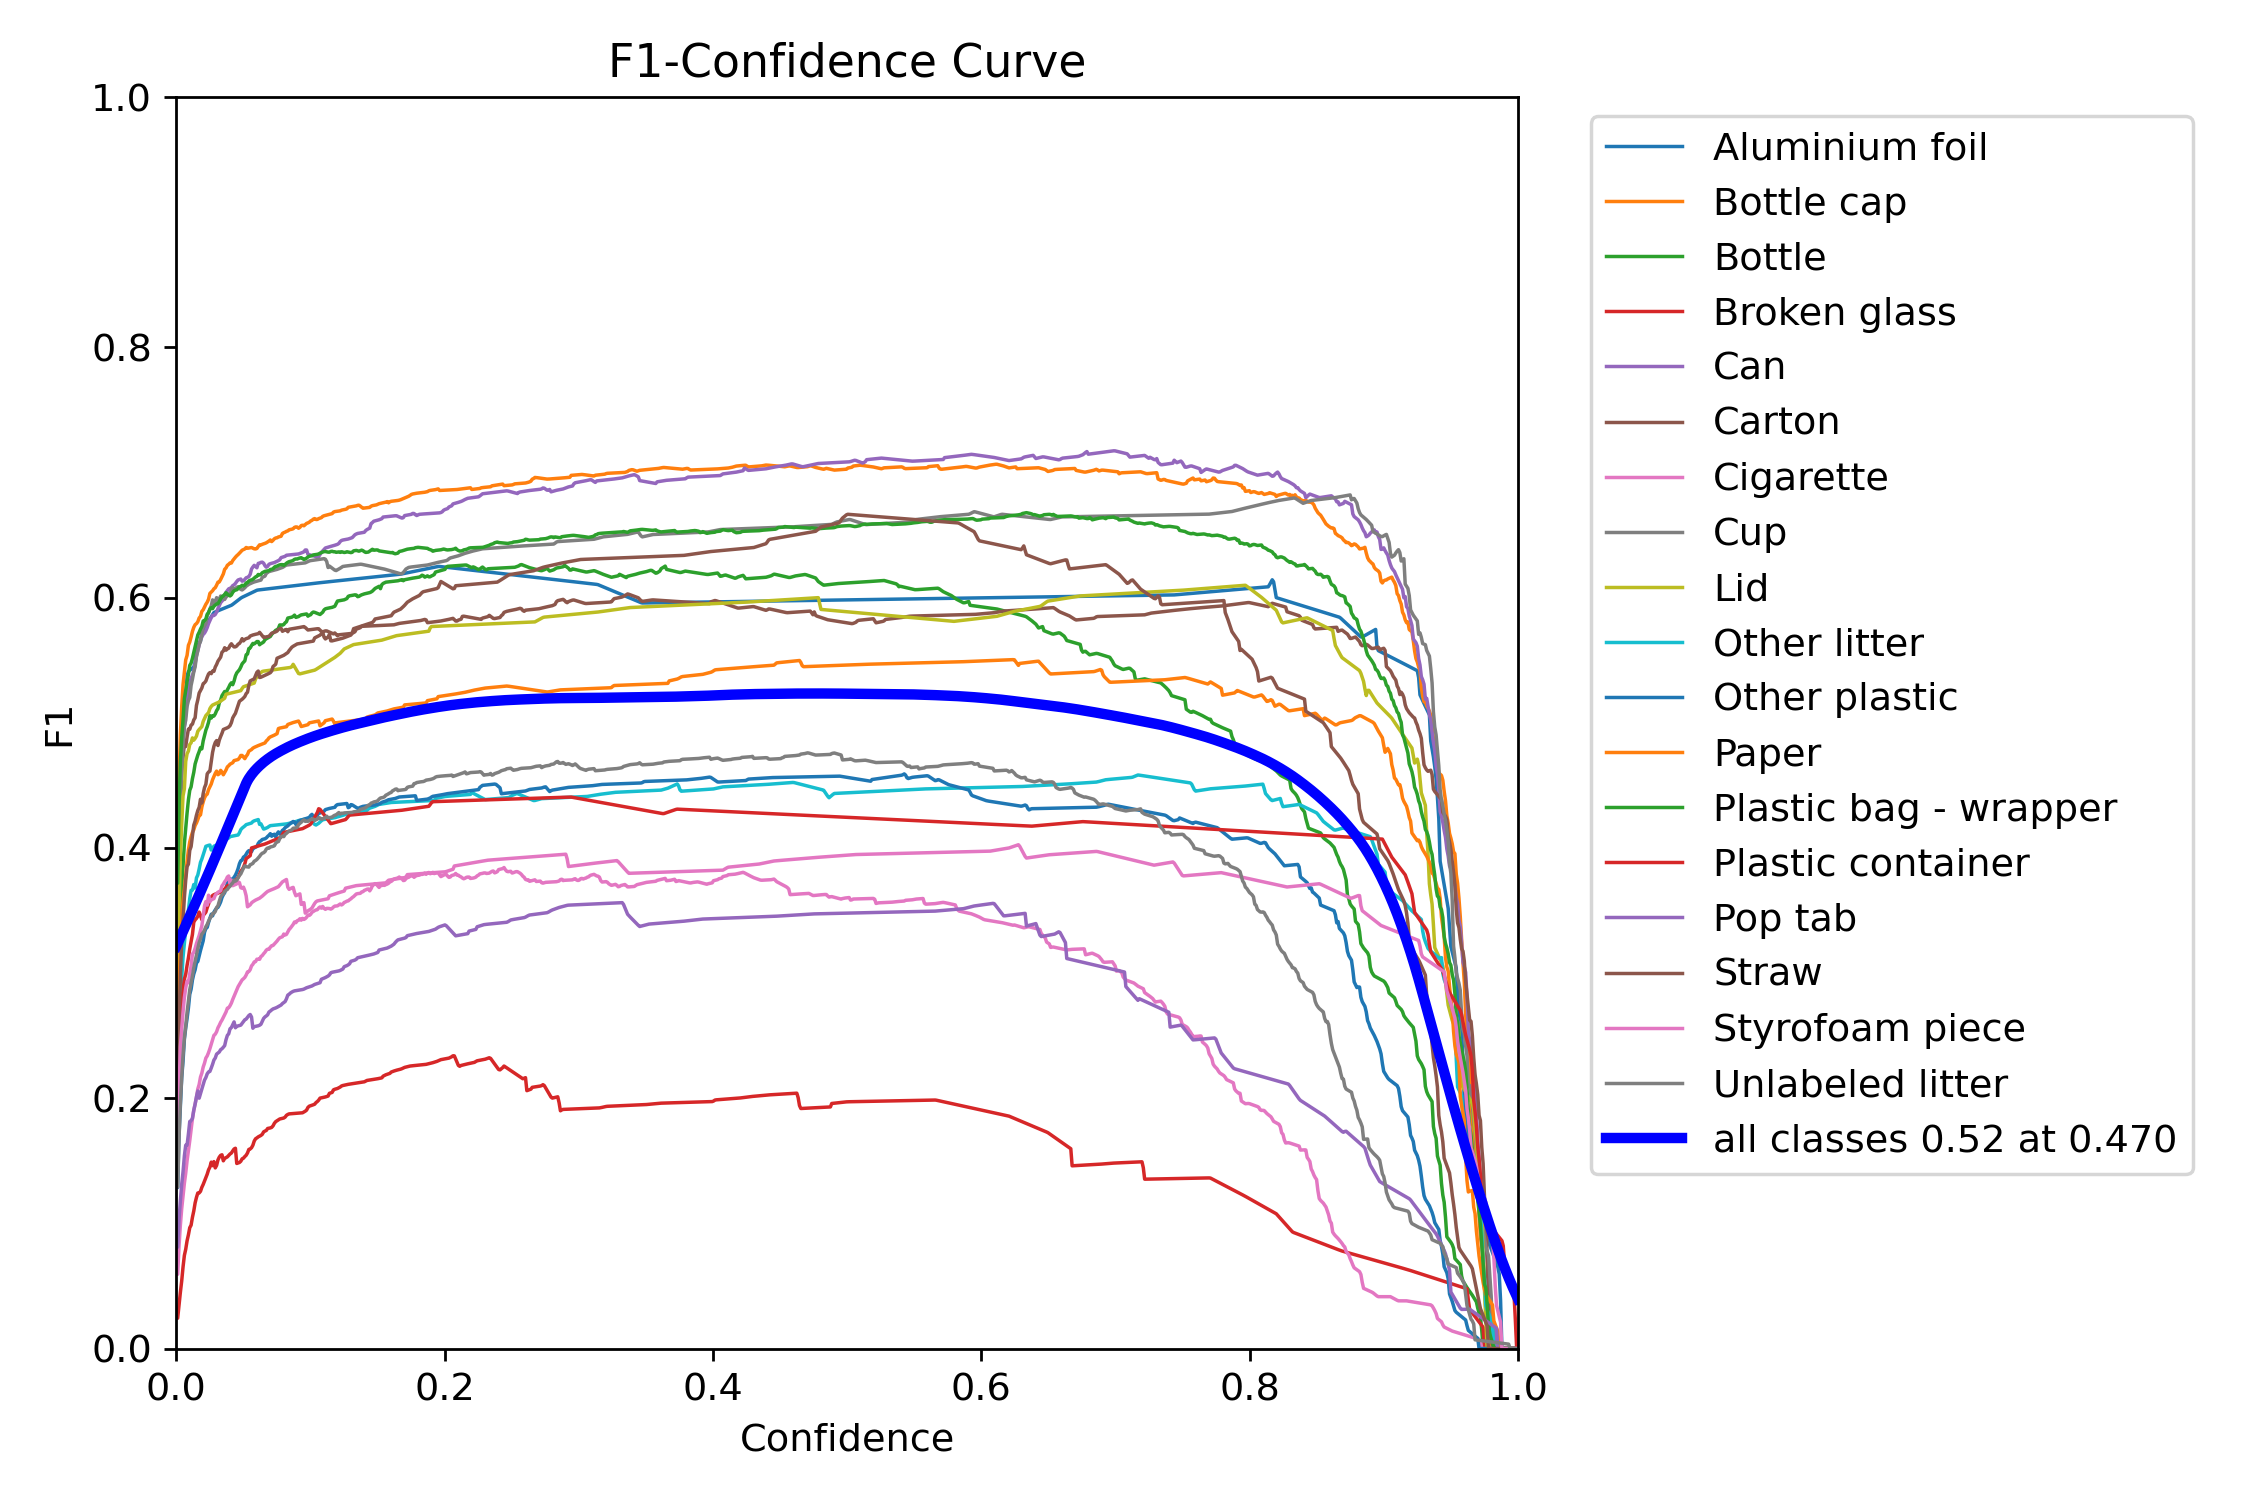 F1-Confidence Curve
1.0
0.8
0.6
0.4
0.2
0.0
F1
0.0 0.2 0.4 0.6 0.8 1.0
Confidence
Aluminium foil
Bottle cap
Bottle
Broken glass
Can
Carton
Cigarette
Cup
Lid
Other litter
Other plastic
Paper
Plastic bag - wrapper
Plastic container
Pop tab
Straw
Styrofoam piece
Unlabeled litter
all classes 0.52 at 0.470